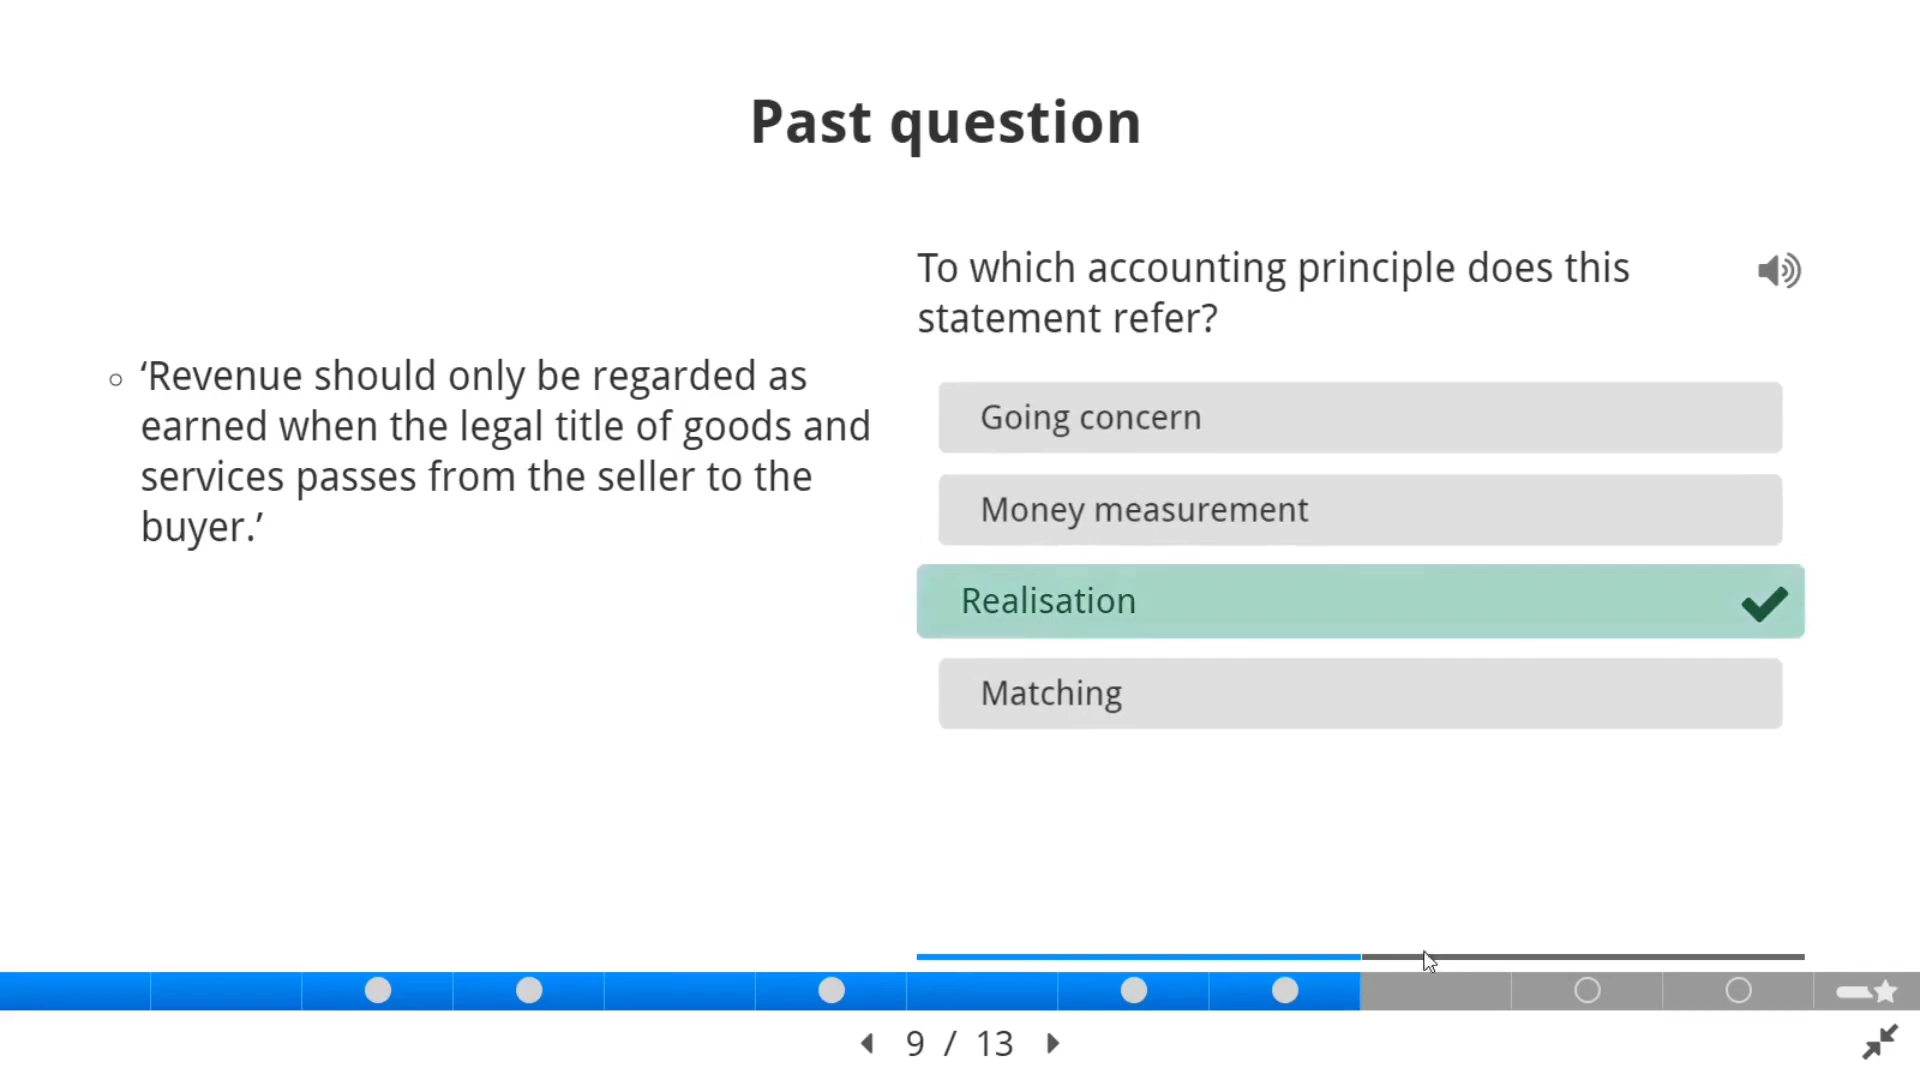 Past question
‘Revenue should only be regarded as
earned when the legal title of goods and
services passes from the seller to the
buyer.’
To which accounting principle does this
statement refer?
Going concern
Money measurement
Realisation
Matching
9 / 13